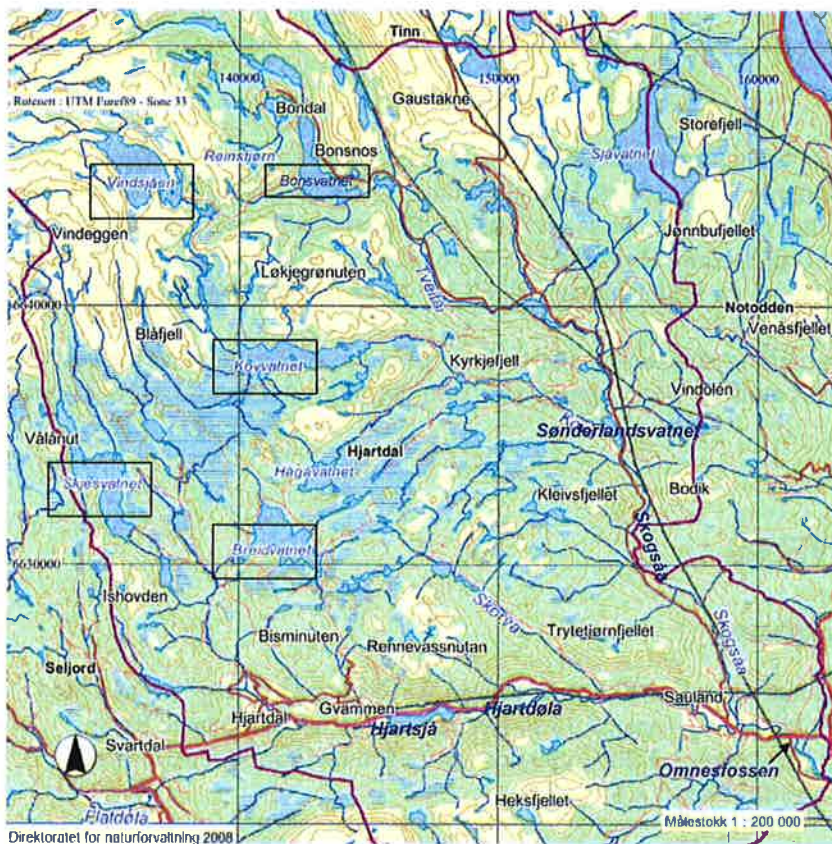 Tinn
140000
150000
160000
Rutenett : UTM Euref89 - Sone 33
Gaustakne
Bondal
Storefjell
Bonsnos
Reinstjørn
Sjåvatnet
Vindsjåen
Bonsvatnet
Vindeggen
Jønnbufjellet
Løkjegrønuten
Tveitåi
6640000
Notodden
Venåsfjellet
Blåfjell
Kovvatnet
Kyrkjefjell
Vindolén
Vålånut
Sønderlandsvatnet
Hjartdal
Hagavatnet
Skjesvatnet
Kleivsfjellet
Bodik
Breidvatnet
Skogsåa
6630000
Ishovden
Skorva
Bisminuten
Trytetjørnfjellet
Rennevassnutan
Skogsåa
Seljord
Sauland
Gvammen
Hjartdøla
Hjartdal
Hjartsjå
Svartdal
Omnesfossen
Heksfjellet
Flatdøla
Målestokk 1 : 200 000
Direktoratet for naturforvaltning 2008